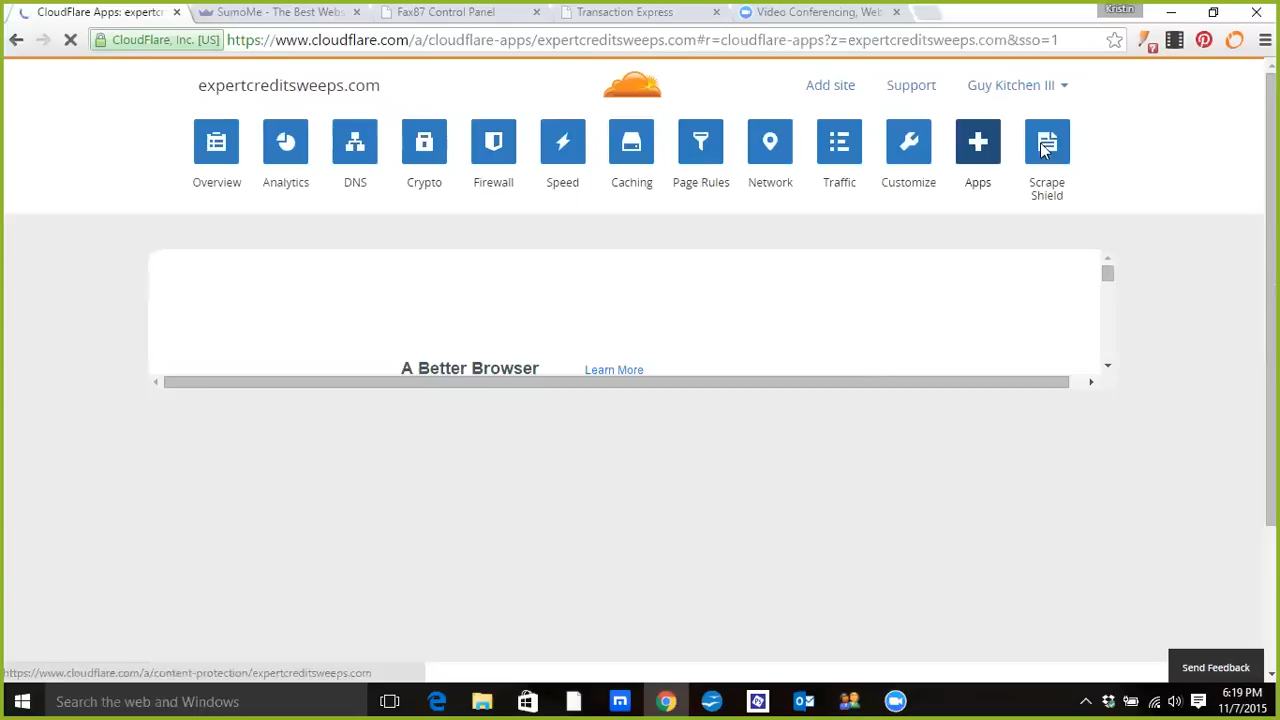 Kristin
CloudFlare Apps: expertcr
SumoMe - The Best Webs
Fax87 Control Panel
Transaction Express
Video Conferencing, Web
CloudFlare, Inc. [US]
https://www.cloudflare.com/a/cloudflare-apps/expertcreditsweeps.com#r=cloudflare-apps?z=expertcreditsweeps.com&sso=1
expertcreditsweeps.com
Add site
Support
Guy Kitchen III
Overview
Analytics
DNS
Crypto
Firewall
Speed
Caching
Page Rules
Network
Traffic
Customize
Apps
Scrape
Shield
A Better Browser
Learn More
Send Feedback
https://www.cloudflare.com/a/content-protection/expertcreditsweeps.com
Search the web and Windows
6:19 PM
11/7/2015